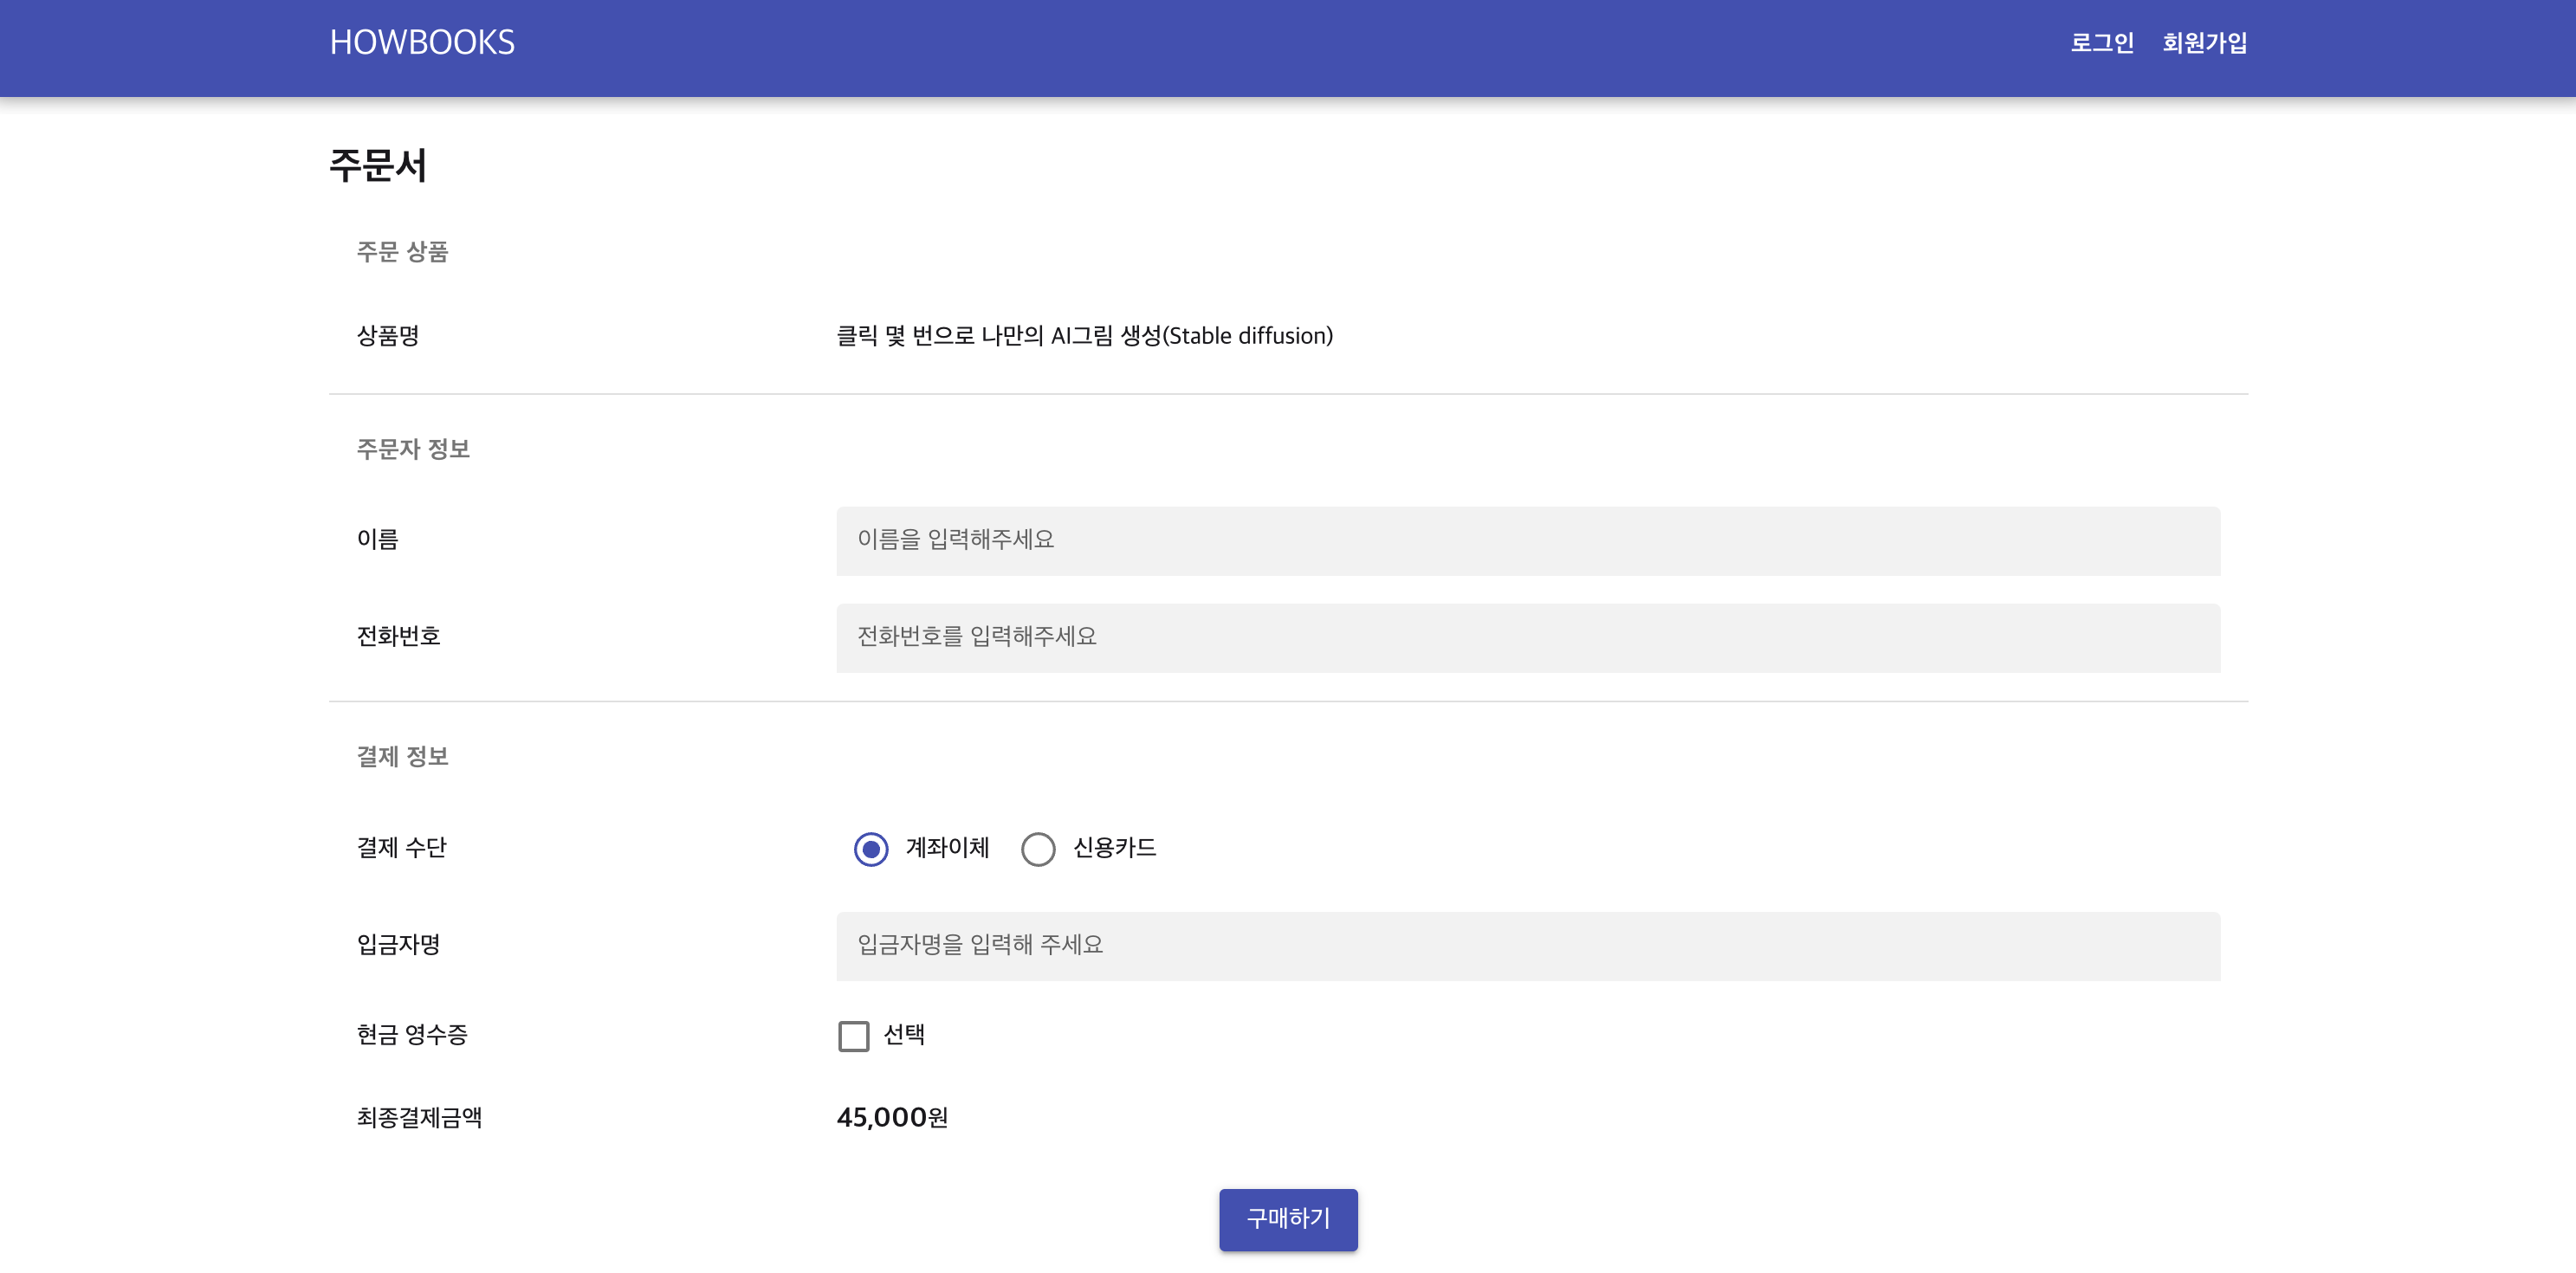 HOWBOOKS 로그인 회원가입
주문서
주문 상품
상품명 클릭 몇 번으로 나만의 AI그림 생성(Stable diffusion)
주문자 정보
이름 이름을 입력해주세요
전화번호 전화번호를 입력해주세요
결제 정보
결제 수단 계좌이체 신용카드
입금자명 입금자명을 입력해 주세요
현금 영수증 선택
최종결제금액 45,000원
구매하기